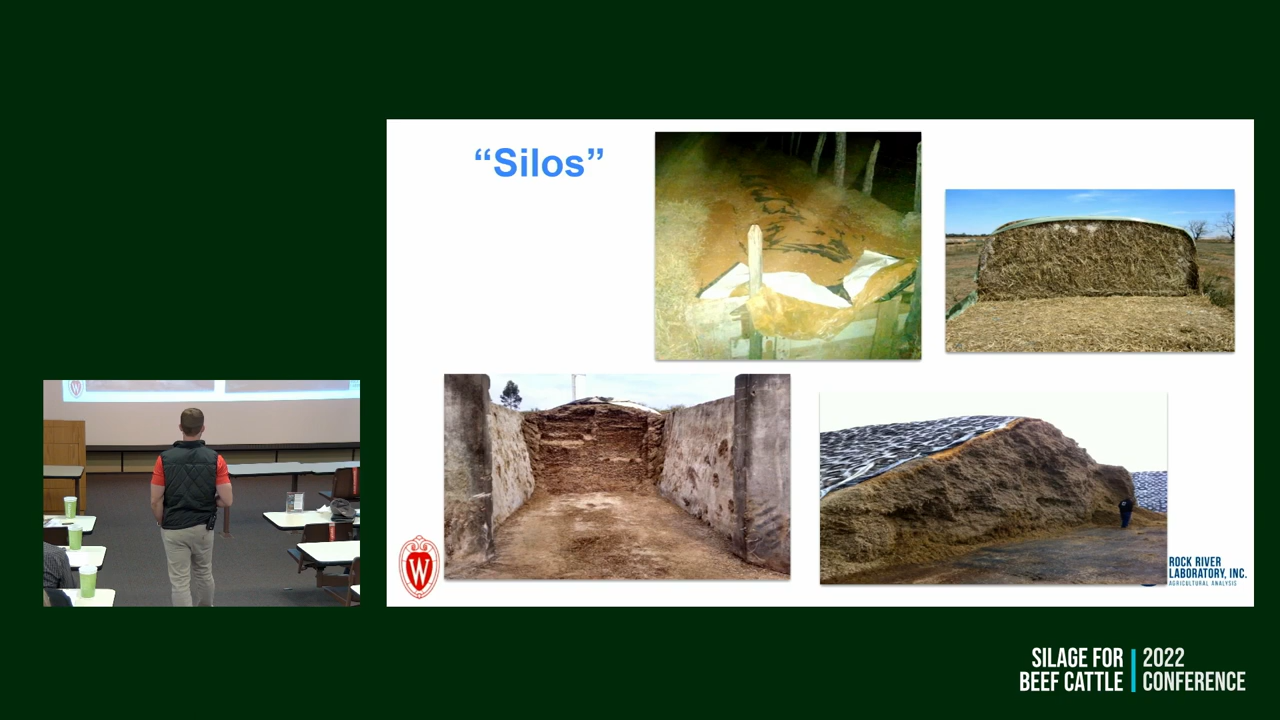 “Silos”
W
ROCK RIVER
LABORATORY, INC.
AGRICULTURAL ANALYSIS
SILAGE FOR
BEEF CATTLE
2022
CONFERENCE